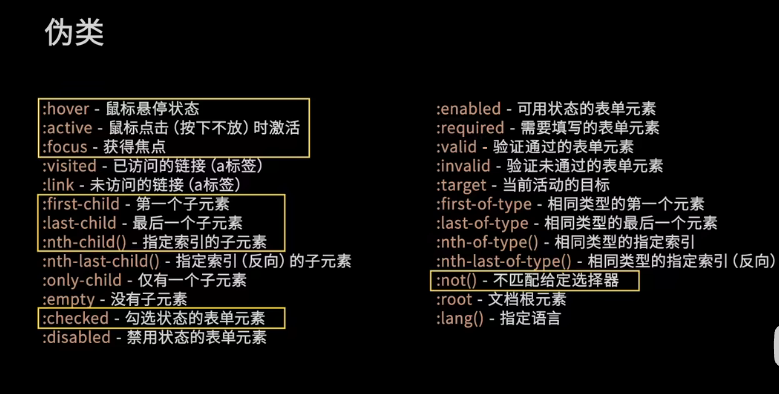 伪类
:hover - 鼠标悬停状态
:active - 鼠标点击(按下不放)时激活
:focus - 获得焦点
:visited - 已访问的链接(a标签)
:link - 未访问的链接(a标签)
:first-child - 第一个子元素
:last-child - 最后一个子元素
:nth-child() - 指定索引的子元素
:nth-last-child() - 指定索引(反向)的子元素
:only-child - 仅有一个子元素
:empty - 没有子元素
:checked - 勾选状态的表单元素
:disabled - 禁用状态的表单元素
:enabled - 可用状态的表单元素
:required - 需要填写的表单元素
:valid - 验证通过的表单元素
:invalid - 验证未通过的表单元素
:target - 当前活动的目标
:first-of-type - 相同类型的第一个元素
:last-of-type - 相同类型的最后一个元素
:nth-of-type() - 相同类型的指定索引
:nth-last-of-type() - 相同类型的指定索引(反向)
:not() - 不匹配给定选择器
:root - 文档根元素
:lang() - 指定语言